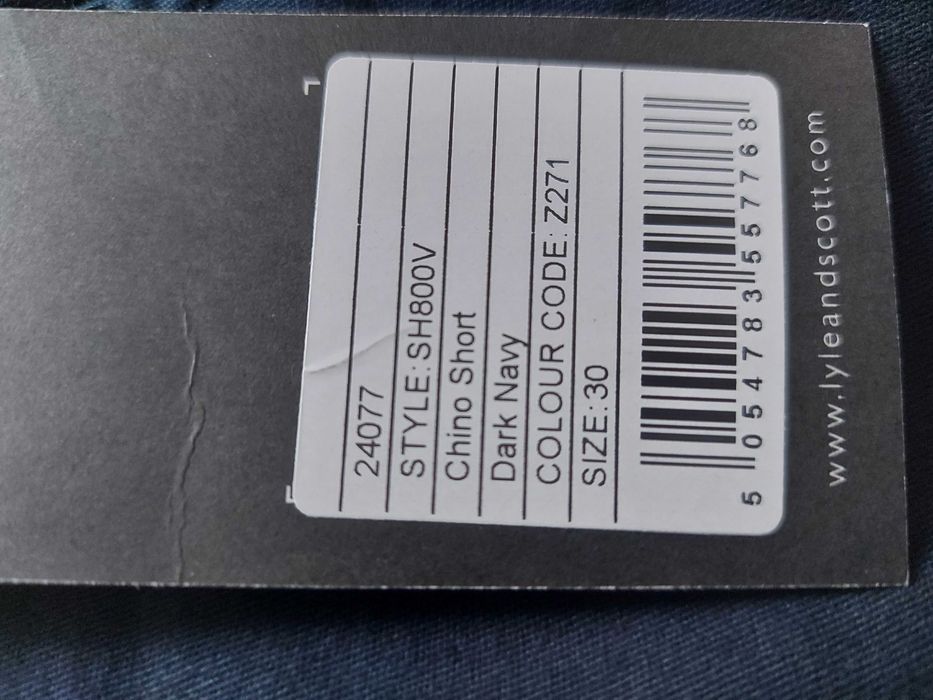 24077
STYLE: SH800V
Chino Short
Dark Navy
COLOUR CODE: Z271
SIZE: 30
5 054783 557768
www.lyleandscott.com